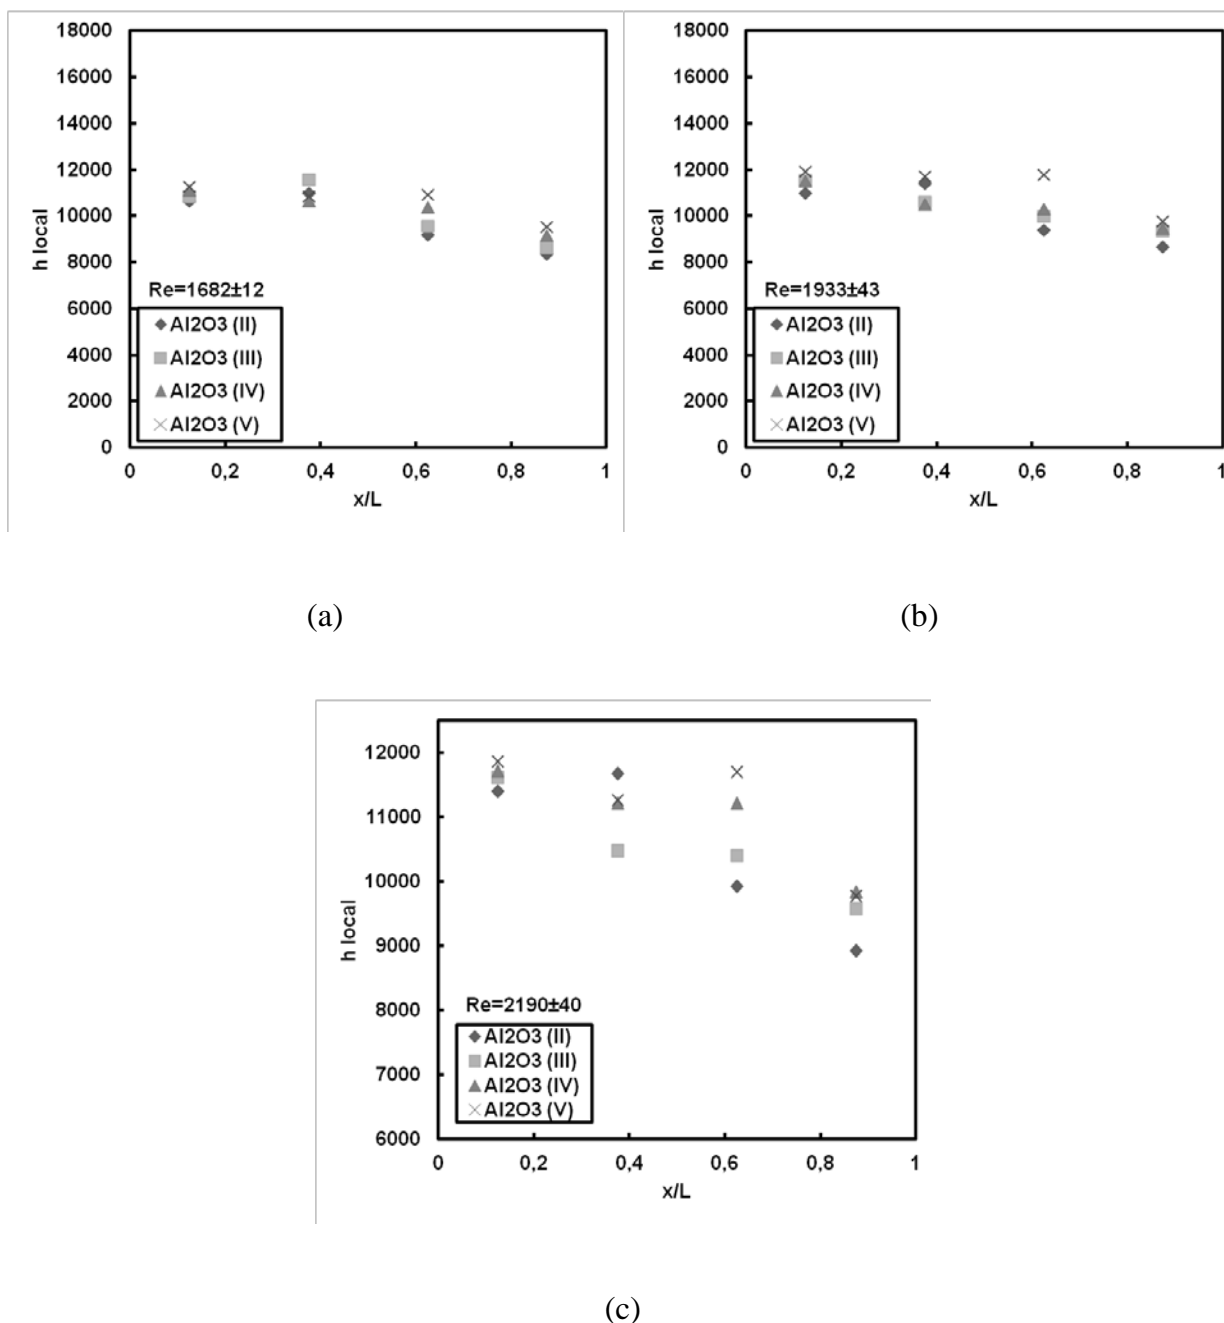 18000
16000
14000
12000
10000
8000
6000
4000
2000
0
h local
Re=1682±12
Al2O3 (II)
Al2O3 (III)
Al2O3 (IV)
Al2O3 (V)
0 0,2 0,4 0,6 0,8 1
x/L
(a)
18000
16000
14000
12000
10000
8000
6000
4000
2000
0
h local
Re=1933±43
Al2O3 (II)
Al2O3 (III)
Al2O3 (IV)
Al2O3 (V)
0 0,2 0,4 0,6 0,8 1
x/L
(b)
12000
11000
10000
9000
8000
7000
6000
h local
Re=2190±40
Al2O3 (II)
Al2O3 (III)
Al2O3 (IV)
Al2O3 (V)
0 0,2 0,4 0,6 0,8 1
x/L
(c)